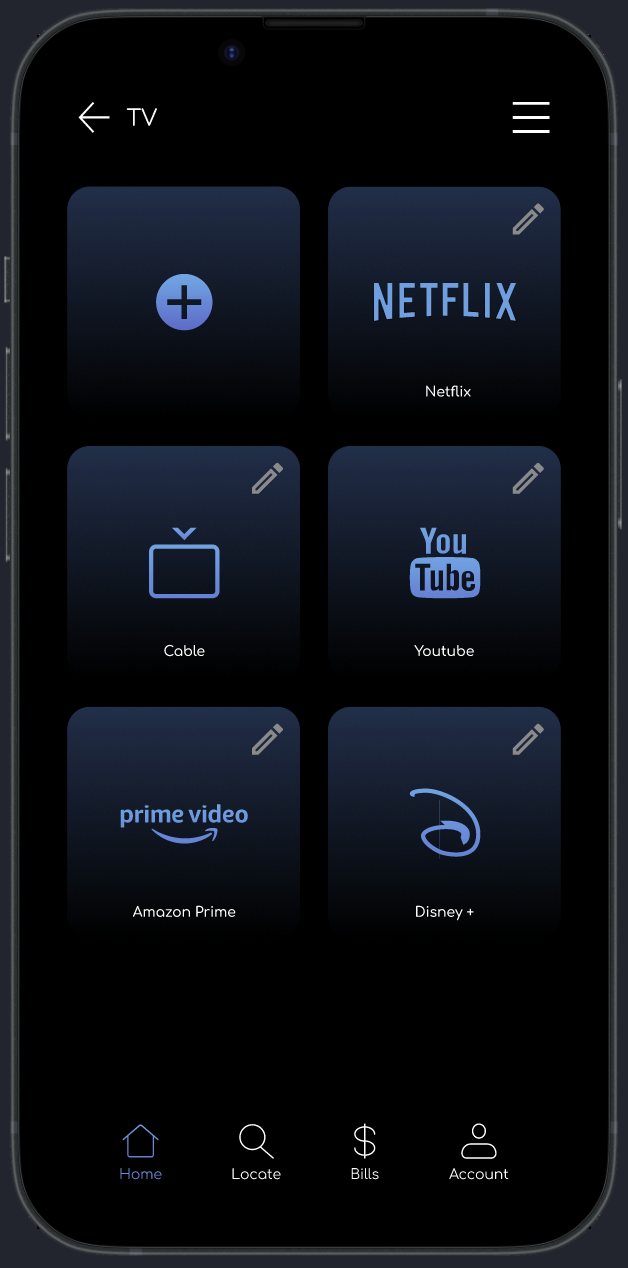 TV
NETFLIX
Netflix
Cable
You
Tube
Youtube
prime video
Amazon Prime
Disney +
Home
Locate
Bills
Account